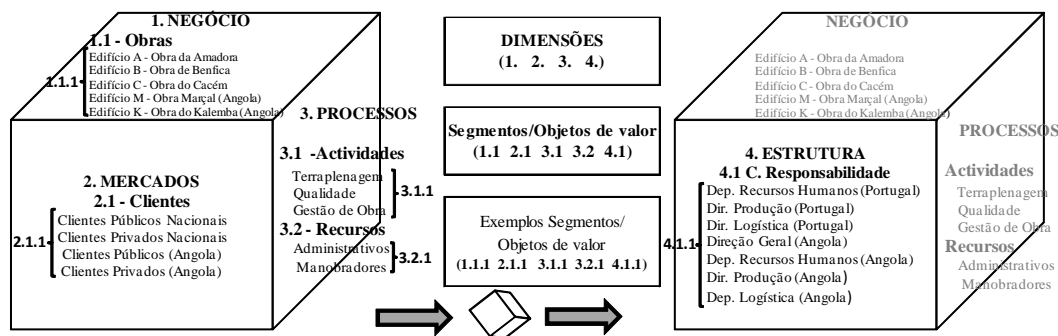 1. NEGÓCIO
1.1 - Obras
Edifício A - Obra da Amadora
Edifício B - Obra de Benfica
Edifício C - Obra do Cacém
Edifício M - Obra Marçal (Angola)
Edifício K - Obra do Kalemba (Angola)
1.1.1
2. MERCADOS
2.1 - Clientes
Clientes Públicos Nacionais
Clientes Privados Nacionais
Clientes Públicos (Angola)
Clientes Privados (Angola)
2.1.1
3. PROCESSOS
3.1 -Actividades
Terraplenagem
Qualidade
Gestão de Obra
3.1.1
3.2 - Recursos
Administrativos
Manobradores
3.2.1
DIMENSÕES
(1. 2. 3. 4.)
Segmentos/Objetos de valor
(1.1 2.1 3.1 3.2 4.1)
Exemplos Segmentos/
Objetos de valor
(1.1.1 2.1.1 3.1.1 3.2.1 4.1.1)
NEGÓCIO
Edifício A - Obra da Amadora
Edifício B - Obra de Benfica
Edifício C - Obra do Cacém
Edifício M - Obra Marçal (Angola)
Edifício K - Obra do Kalemba (Angola)
4. ESTRUTURA
4.1 C. Responsabilidade
Dep. Recursos Humanos (Portugal)
Dir. Produção (Portugal)
Dir. Logística (Portugal)
Direção Geral (Angola)
Dep. Recursos Humanos (Angola)
Dir. Produção (Angola)
Dep. Logística (Angola)
4.1.1
PROCESSOS
Actividades
Terraplenagem
Qualidade
Gestão de Obra
Recursos
Administrativos
Manobradores